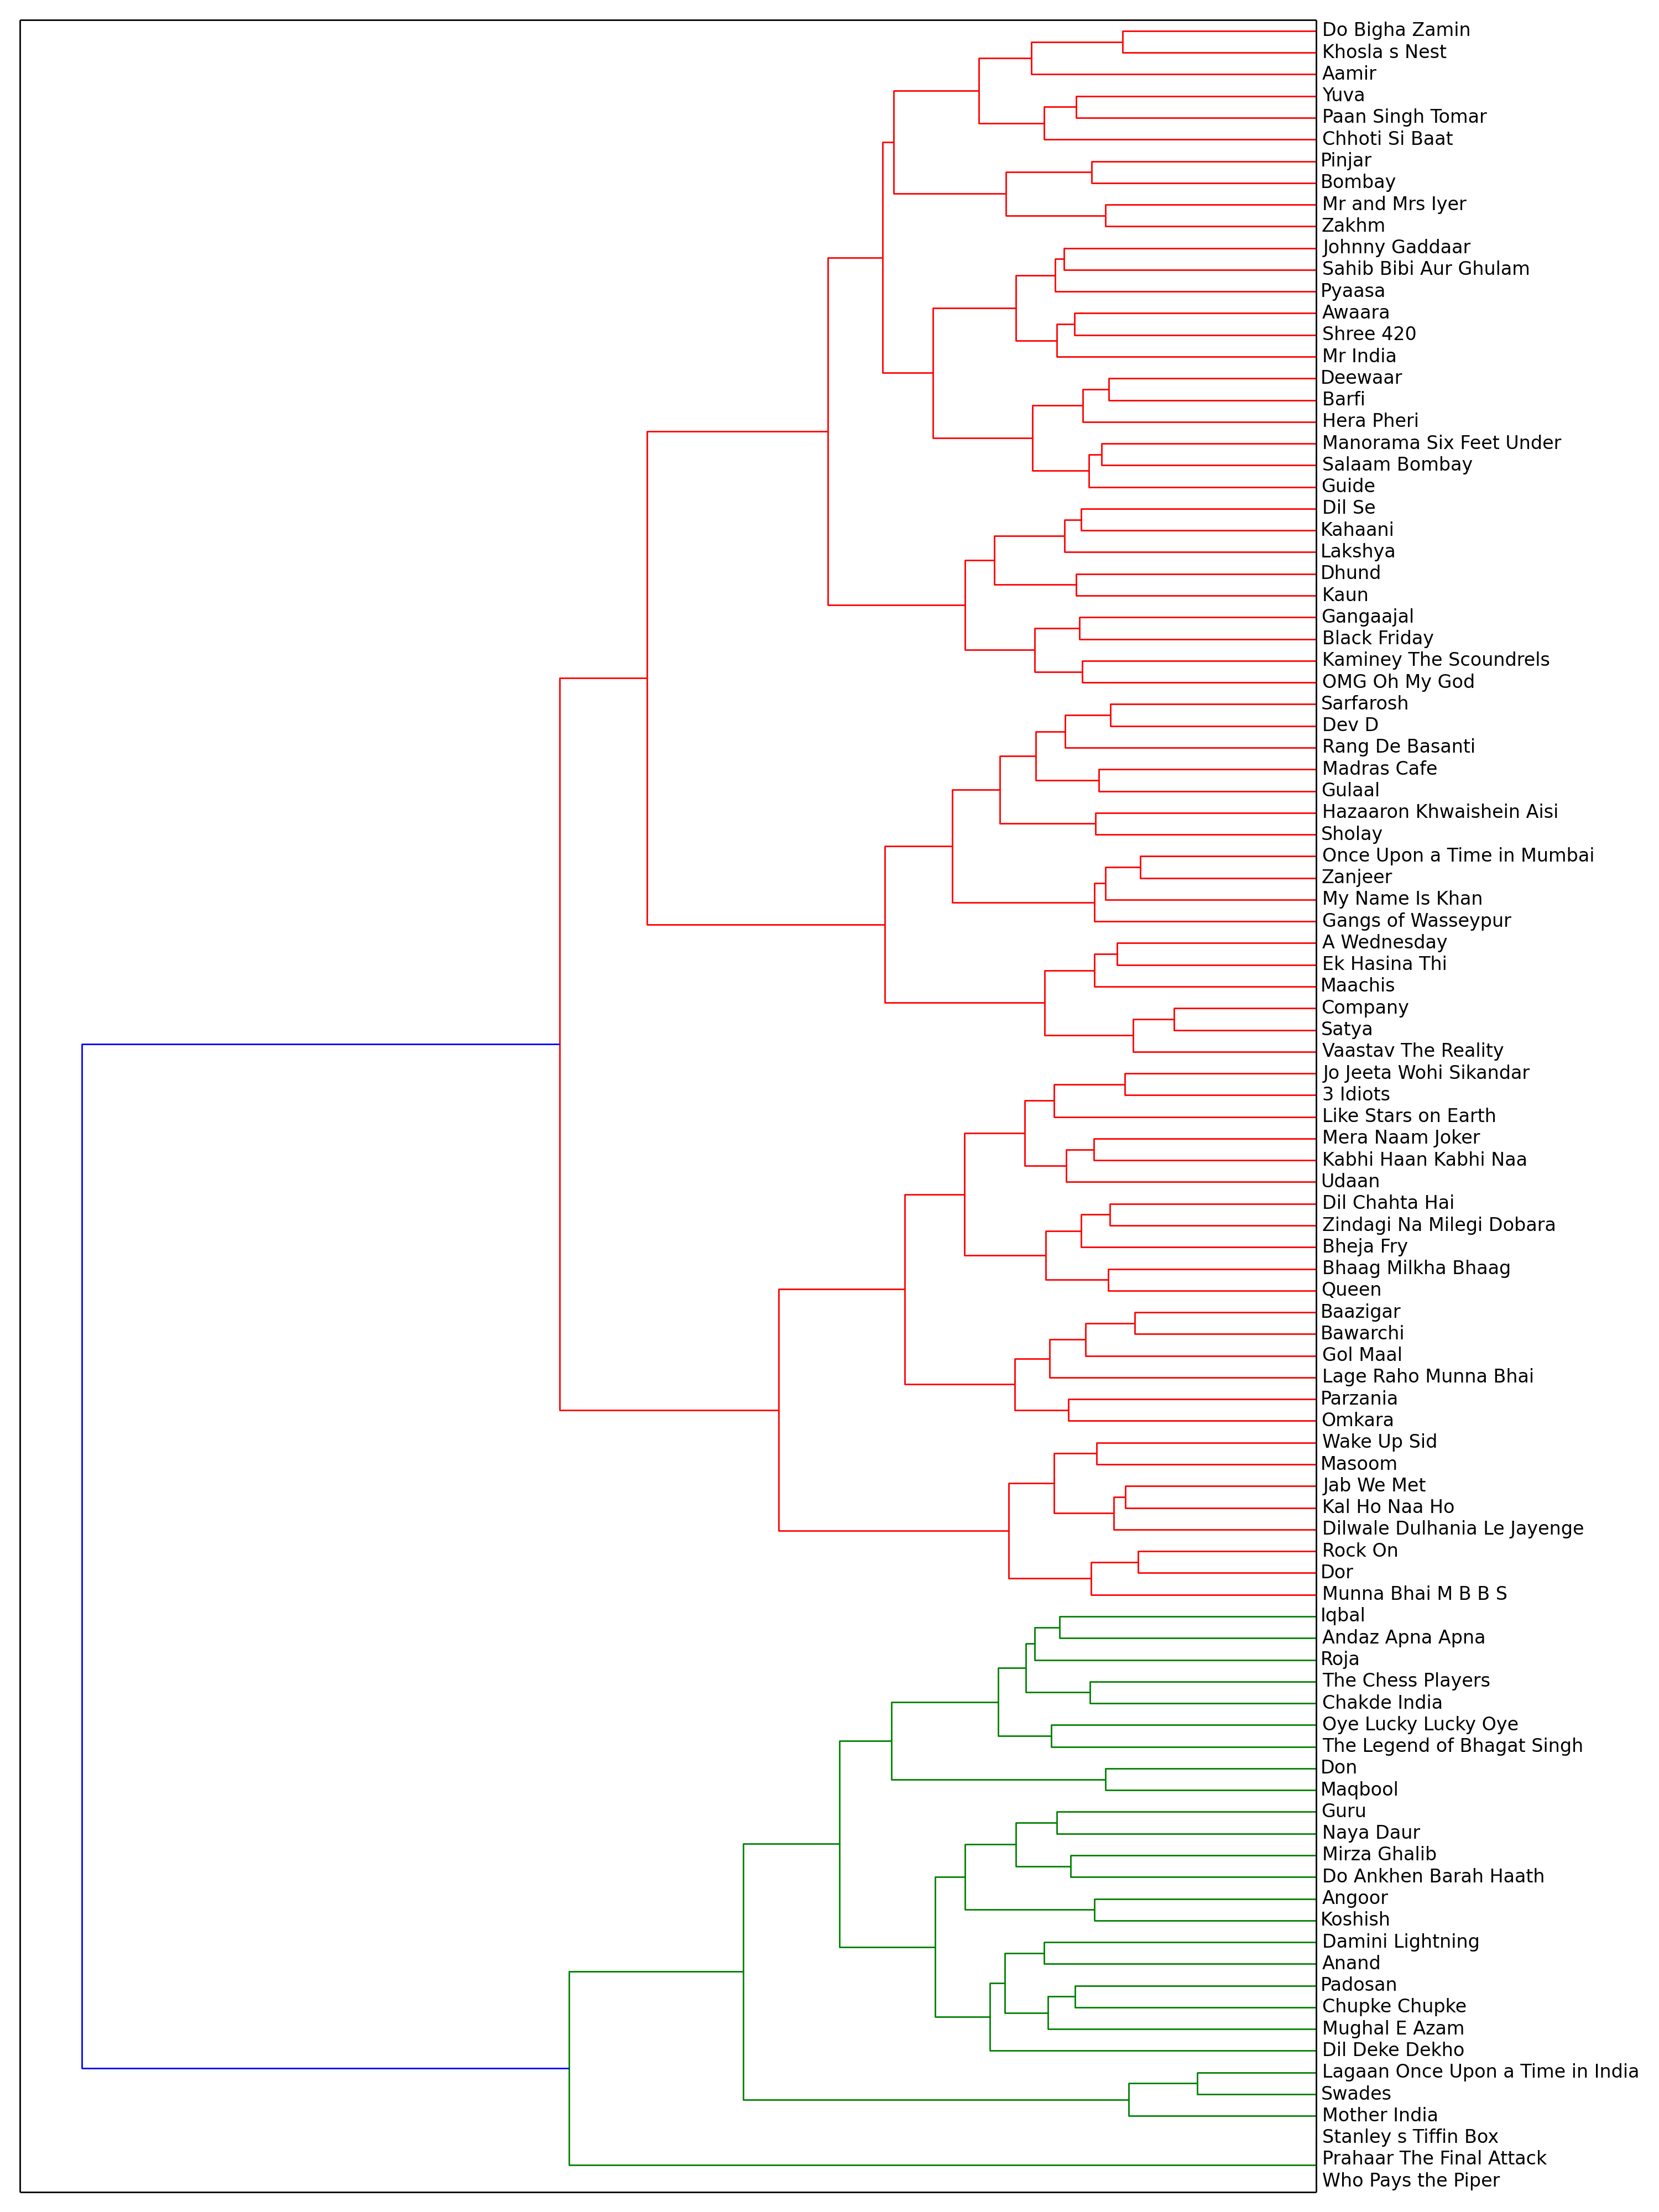 Do Bigha Zamin
Khosla s Nest
Aamir
Yuva
Paan Singh Tomar
Chhoti Si Baat
Pinjar
Bombay
Mr and Mrs Iyer
Zakhm
Johnny Gaddaar
Sahib Bibi Aur Ghulam
Pyaasa
Awaara
Shree 420
Mr India
Deewaar
Barfi
Hera Pheri
Manorama Six Feet Under
Salaam Bombay
Guide
Dil Se
Kahaani
Lakshya
Dhund
Kaun
Gangaajal
Black Friday
Kaminey The Scoundrels
OMG Oh My God
Sarfarosh
Dev D
Rang De Basanti
Madras Cafe
Gulaal
Hazaaron Khwaishein Aisi
Sholay
Once Upon a Time in Mumbai
Zanjeer
My Name Is Khan
Gangs of Wasseypur
A Wednesday
Ek Hasina Thi
Maachis
Company
Satya
Vaastav The Reality
Jo Jeeta Wohi Sikandar
3 Idiots
Like Stars on Earth
Mera Naam Joker
Kabhi Haan Kabhi Naa
Udaan
Dil Chahta Hai
Zindagi Na Milegi Dobara
Bheja Fry
Bhaag Milkha Bhaag
Queen
Baazigar
Bawarchi
Gol Maal
Lage Raho Munna Bhai
Parzania
Omkara
Wake Up Sid
Masoom
Jab We Met
Kal Ho Naa Ho
Dilwale Dulhania Le Jayenge
Rock On
Dor
Munna Bhai M B B S
Iqbal
Andaz Apna Apna
Roja
The Chess Players
Chakde India
Oye Lucky Lucky Oye
The Legend of Bhagat Singh
Don
Maqbool
Guru
Naya Daur
Mirza Ghalib
Do Ankhen Barah Haath
Angoor
Koshish
Damini Lightning
Anand
Padosan
Chupke Chupke
Mughal E Azam
Dil Deke Dekho
Lagaan Once Upon a Time in India
Swades
Mother India
Stanley s Tiffin Box
Prahaar The Final Attack
Who Pays the Piper